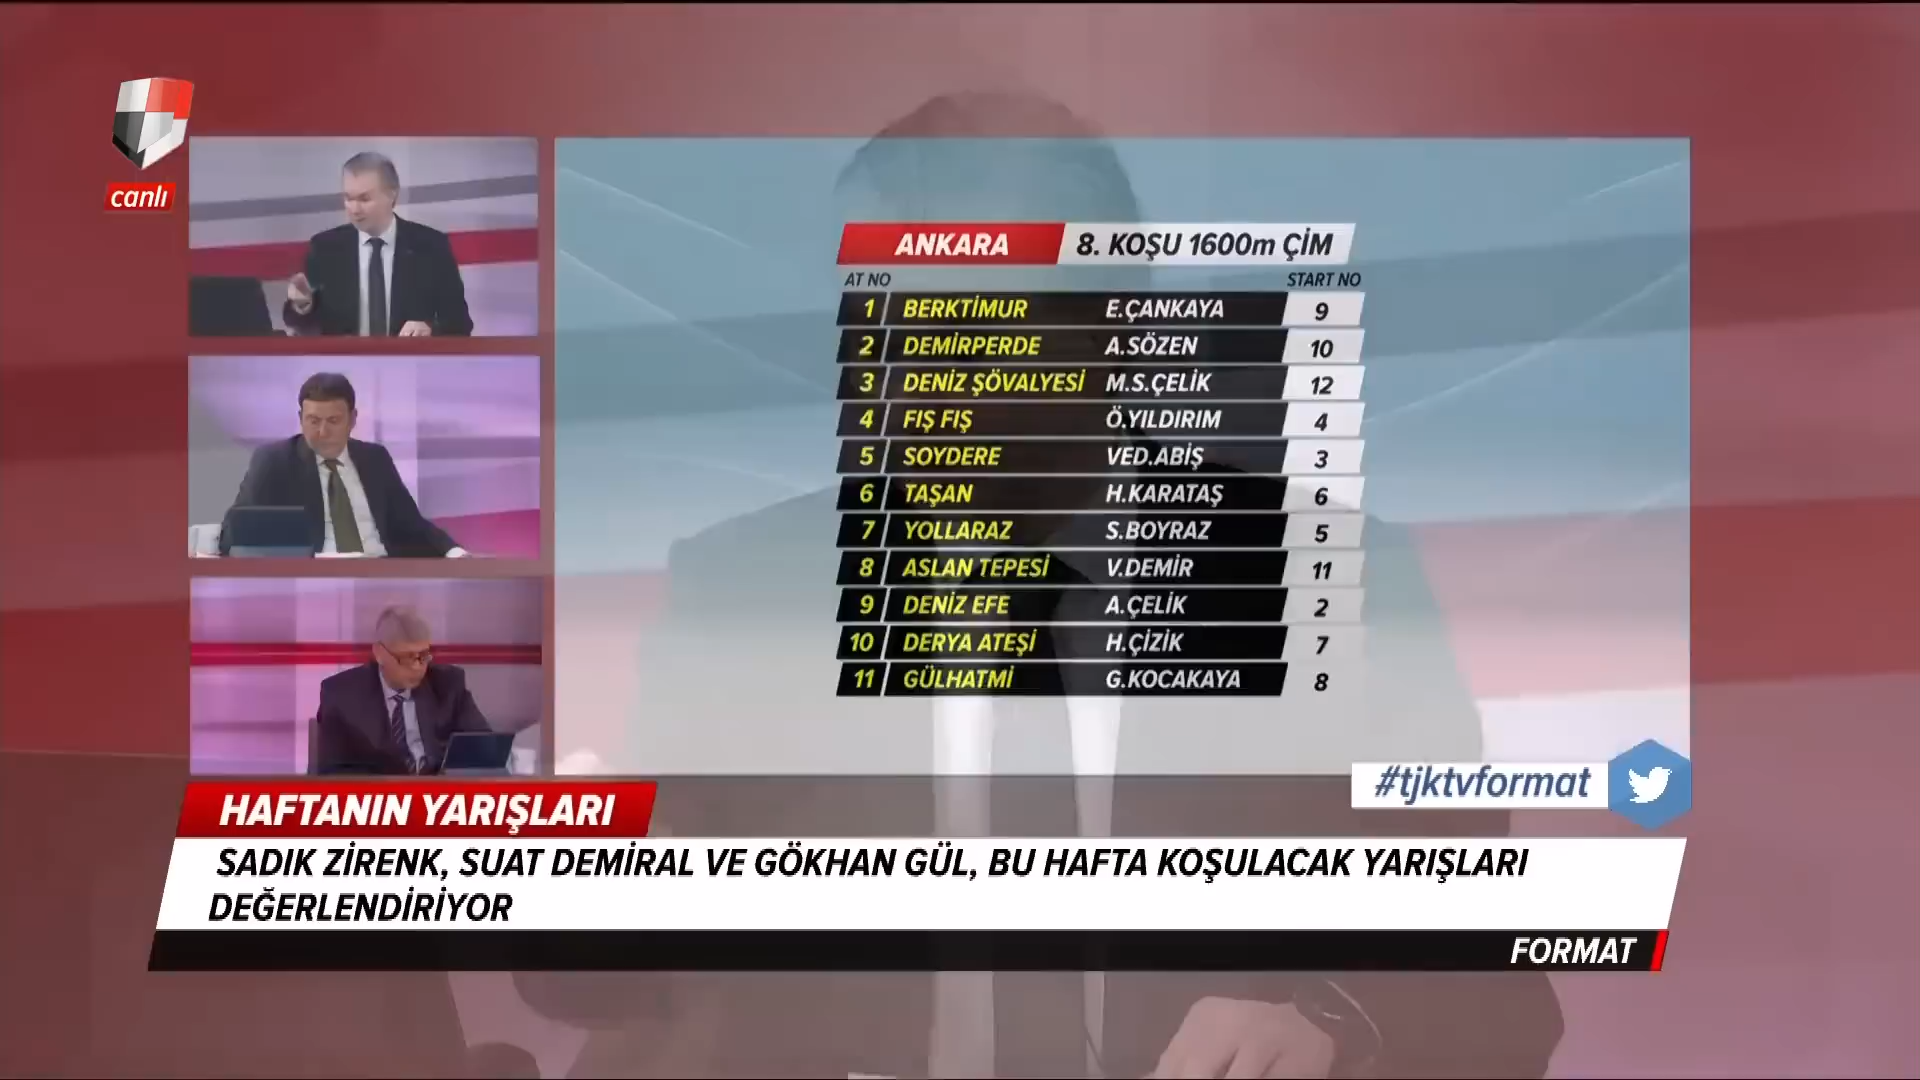 canlı
ANKARA 8. KOŞU 1600m ÇİM
AT NO START NO
1 BERKTİMUR E.ÇANKAYA 9
2 DEMİRPERDE A.SÖZEN 10
3 DENİZ ŞÖVALYESİ M.S.ÇELİK 12
4 FIŞ FIŞ Ö.YILDIRIM 4
5 SOYDERE VED.ABİŞ 3
6 TAŞAN H.KARATAŞ 6
7 YOLLARAZ S.BOYRAZ 5
8 ASLAN TEPESİ V.DEMİR 11
9 DENİZ EFE A.ÇELİK 2
10 DERYA ATEŞİ H.ÇİZİK 7
11 GÜLHATMİ G.KOCAKAYA 8
#tjktvformat
HAFTANIN YARIŞLARI
SADIK ZİRENK, SUAT DEMİRAL VE GÖKHAN GÜL, BU HAFTA KOŞULACAK YARIŞLARI
DEĞERLENDİRİYOR
FORMAT